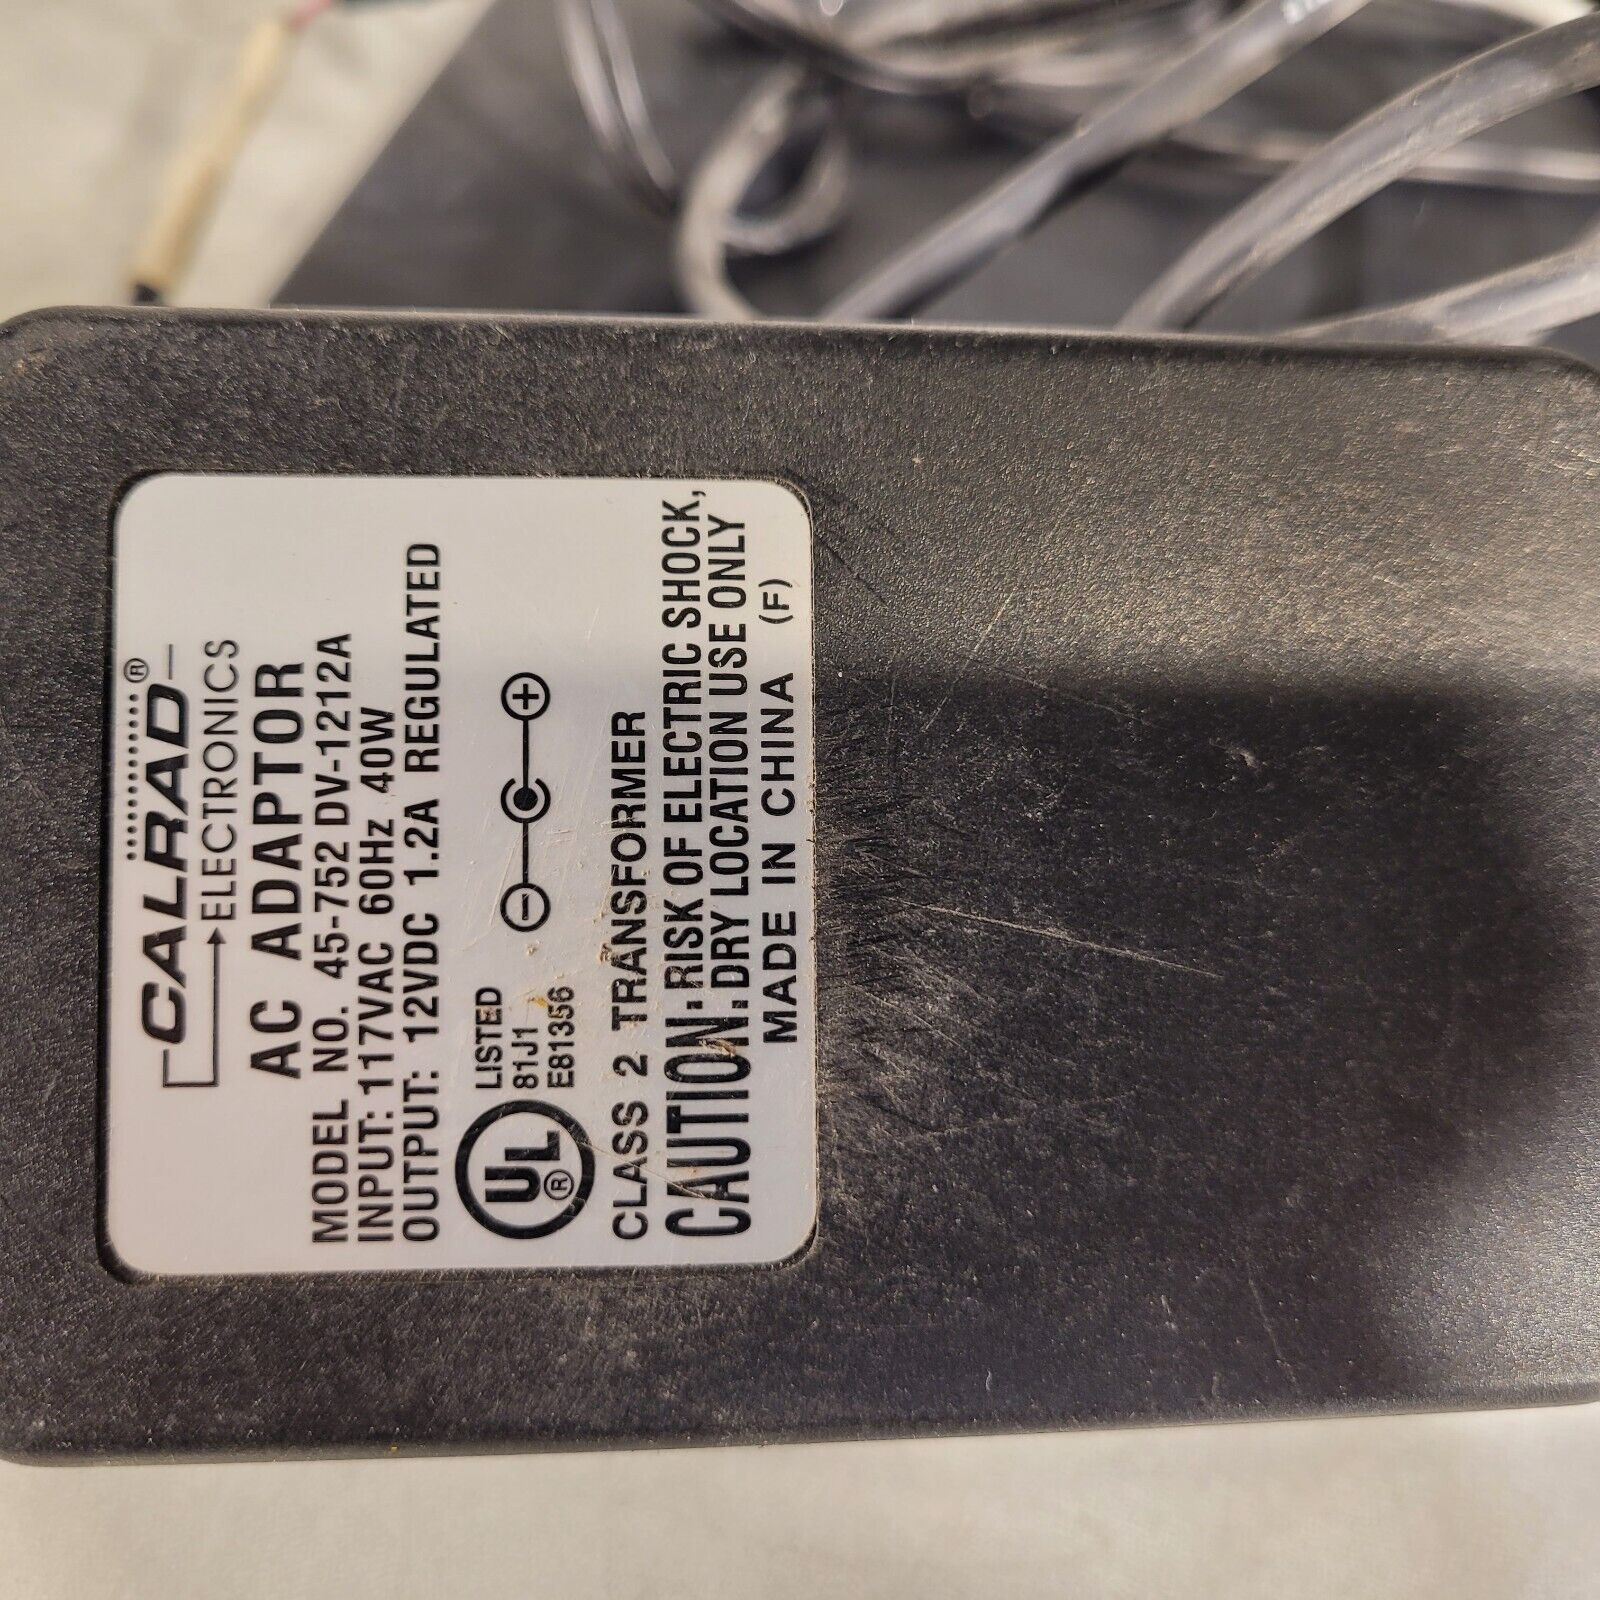 CALRAD®
ELECTRONICS
AC ADAPTOR
MODEL NO. 45-752 DV-1212A
INPUT: 117VAC 60Hz 40W
OUTPUT: 12VDC 1.2A REGULATED
UL®
LISTED
81J1
E81356
CLASS 2 TRANSFORMER
CAUTION: RISK OF ELECTRIC SHOCK,
DRY LOCATION USE ONLY
MADE IN CHINA (F)